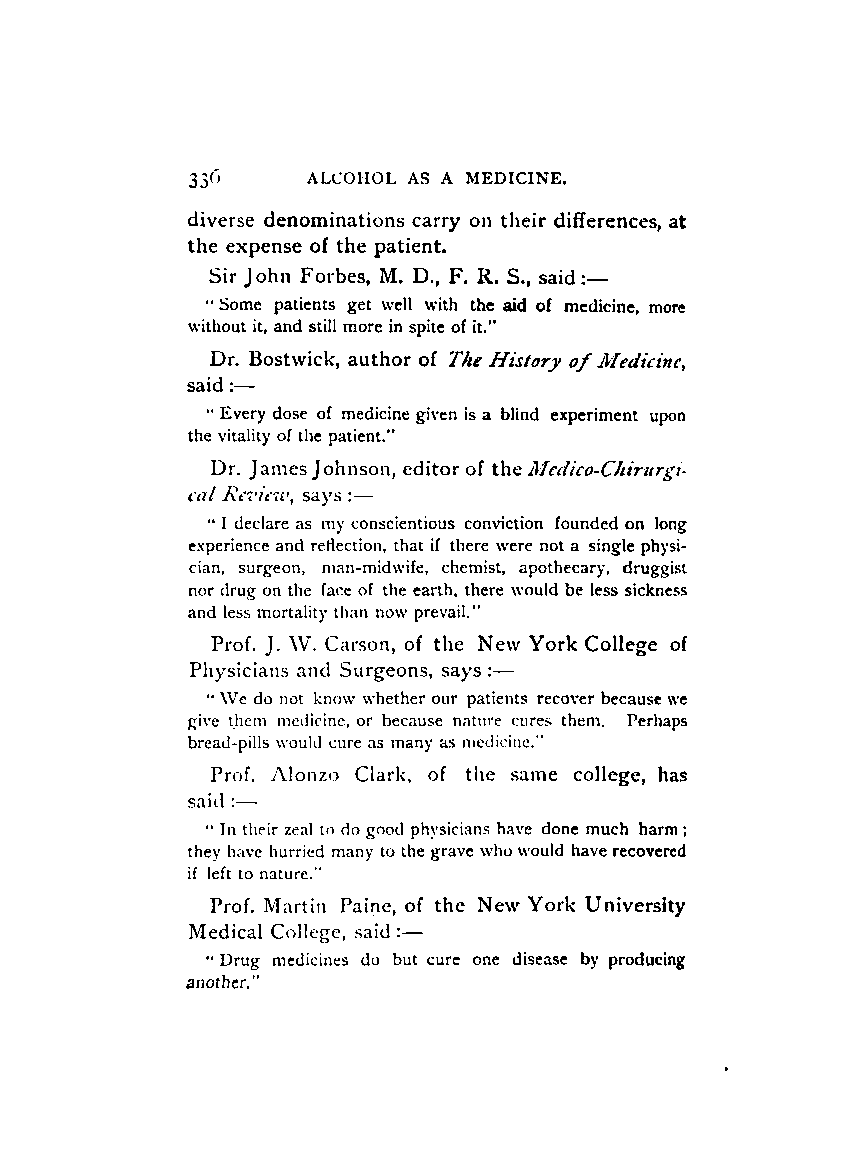 336 ALCOHOL AS A MEDICINE.
diverse denominations carry on their differences, at
the expense of the patient.
Sir John Forbes, M. D., F. R. S., said :—
"Some patients get well with the aid of medicine, more
without it, and still more in spite of it."
Dr. Bostwick, author of The History of Medicine,
said :—
"Every dose of medicine given is a blind experiment upon
the vitality of the patient."
Dr. James Johnson, editor of the Medico-Chirurgi-
cal Review, says :—
"I declare as my conscientious conviction founded on long
experience and reflection, that if there were not a single physi-
cian, surgeon, man-midwife, chemist, apothecary, druggist
nor drug on the face of the earth, there would be less sickness
and less mortality than now prevail."
Prof. J. W. Carson, of the New York College of
Physicians and Surgeons, says :—
"We do not know whether our patients recover because we
give them medicine, or because nature cures them. Perhaps
bread-pills would cure as many as medicine."
Prof. Alonzo Clark, of the same college, has
said :—
"In their zeal to do good physicians have done much harm;
they have hurried many to the grave who would have recovered
if left to nature."
Prof. Martin Paine, of the New York University
Medical College, said :—
"Drug medicines do but cure one disease by producing
another."